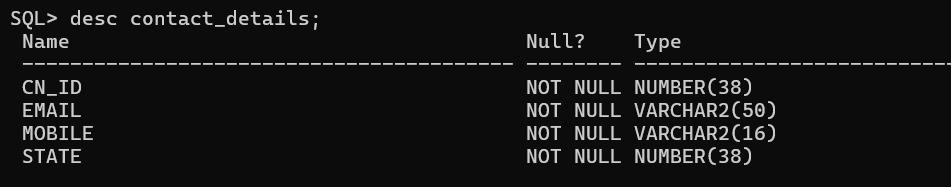 SQL> desc contact_details;
Name Null? Type
----------------------------------------- -------- ----------------------------
CN_ID NOT NULL NUMBER(38)
EMAIL NOT NULL VARCHAR2(50)
MOBILE NOT NULL VARCHAR2(16)
STATE NOT NULL NUMBER(38)